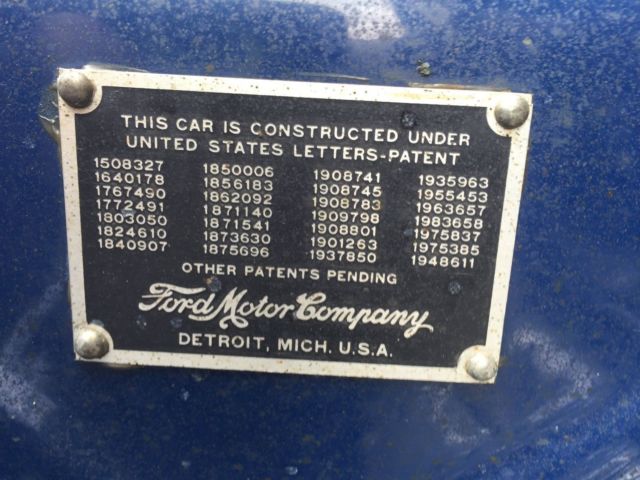 THIS CAR IS CONSTRUCTED UNDER
UNITED STATES LETTERS-PATENT
1508327 1850006 1908741 1935963
1640178 1856183 1908745 1955453
1767490 1862092 1908783 1963657
1772491 1871140 1909798 1983658
1803050 1871541 1908801 1975837
1824610 1873630 1901263 1975385
1840907 1875696 1937850 1948611
OTHER PATENTS PENDING
Ford Motor Company
DETROIT, MICH. U.S.A.